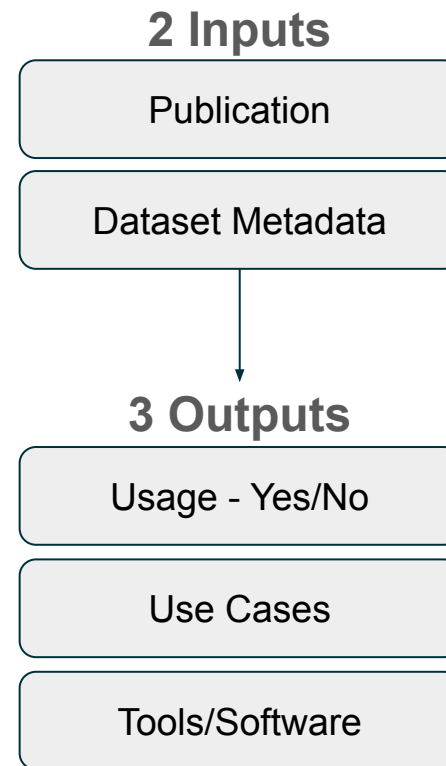 2 Inputs
Publication
Dataset Metadata
3 Outputs
Usage - Yes/No
Use Cases
Tools/Software